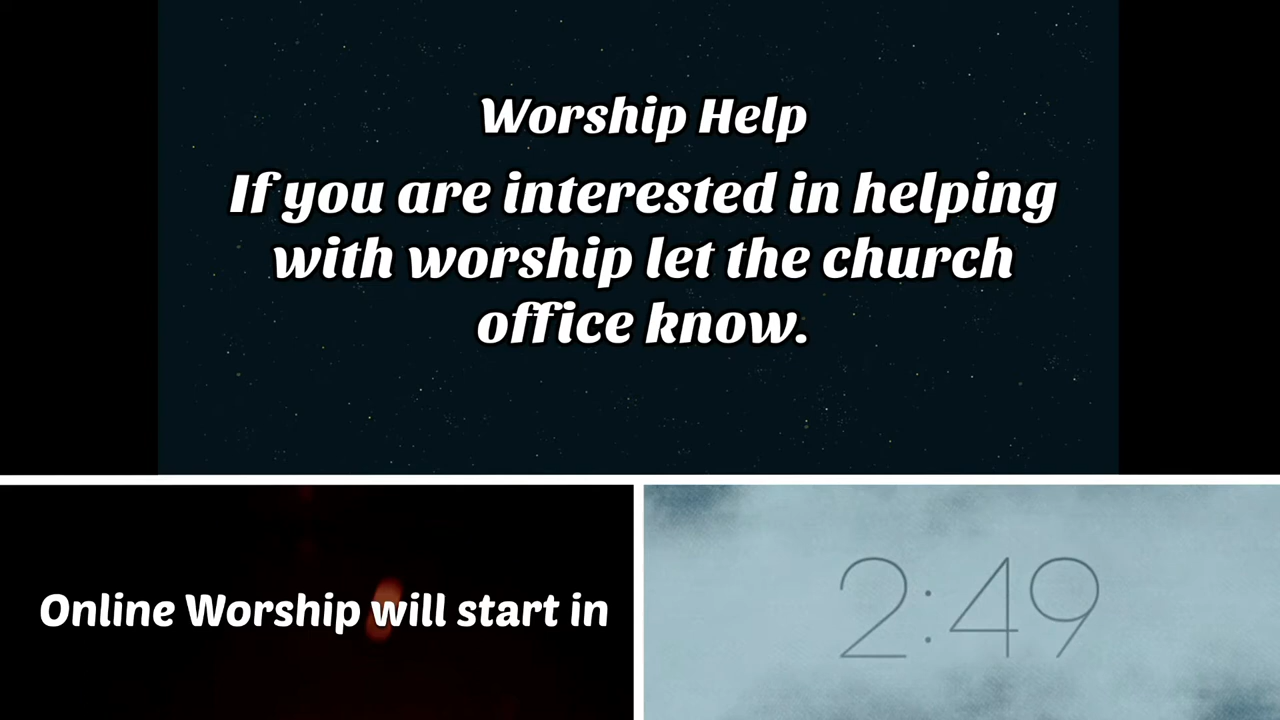 Worship Help
If you are interested in helping
with worship let the church
office know.
Online Worship will start in
2:49